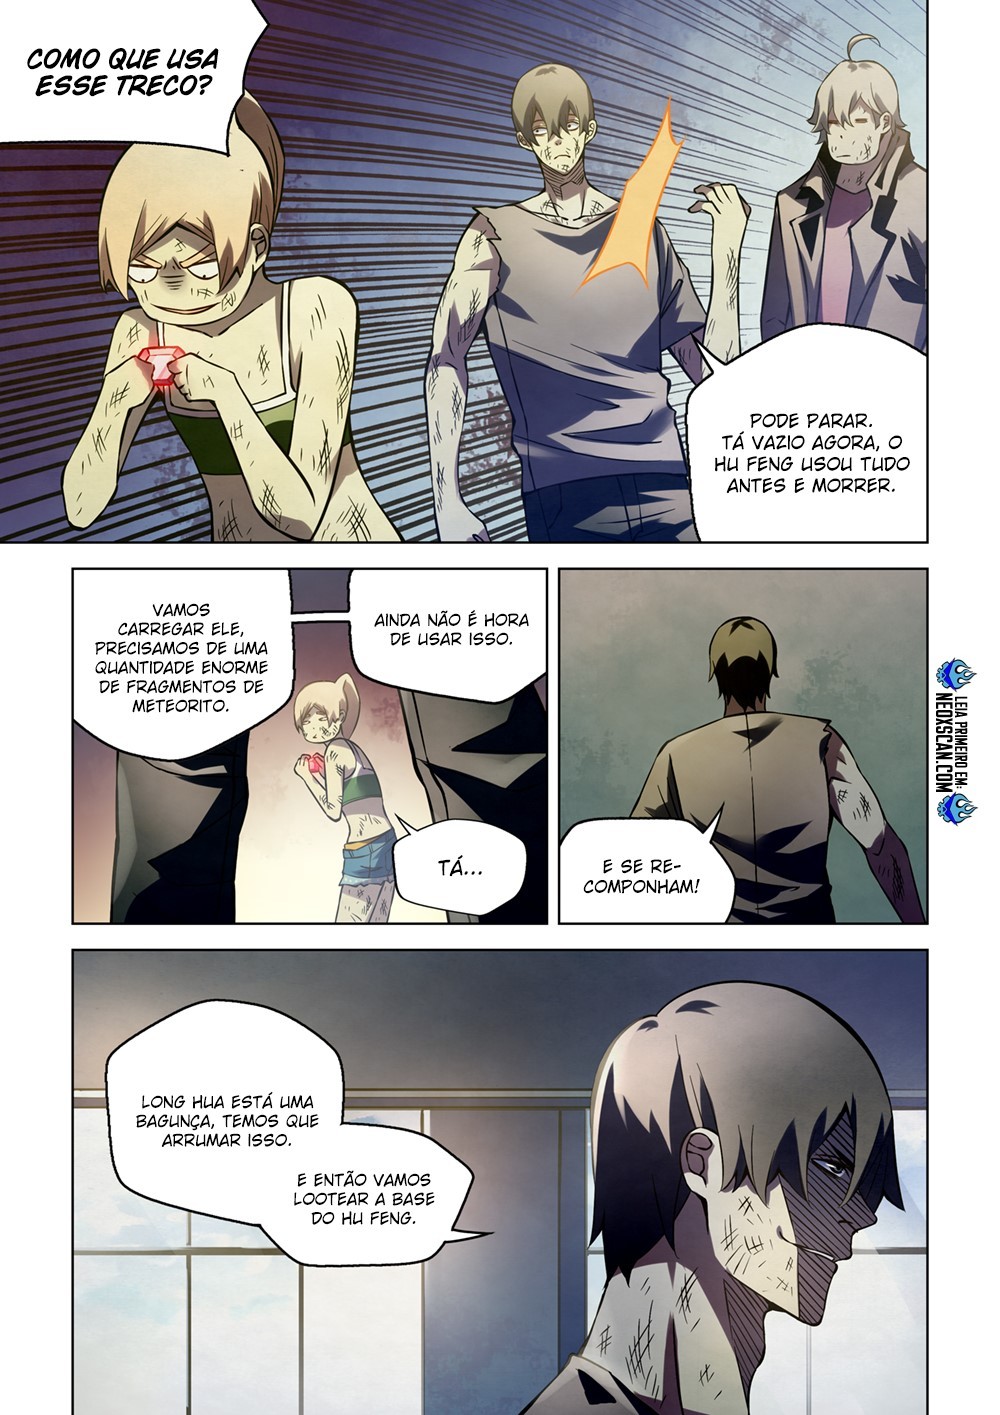 COMO QUE USA
ESSE TRECO?
PODE PARAR.
TÁ VAZIO AGORA, O
HU FENG USOU TUDO
ANTES E MORRER.
VAMOS
CARREGAR ELE,
PRECISAMOS DE UMA
QUANTIDADE ENORME
DE FRAGMENTOS DE
METEORITO.
AINDA NÃO É HORA
DE USAR ISSO.
TÁ...
E SE RE-
COMPONHAM!
LEIA PRIMEIRO EM:
NEOXSCAN.COM
LONG HUA ESTÁ UMA
BAGUNÇA, TEMOS QUE
ARRUMAR ISSO.
E ENTÃO VAMOS
LOOTEAR A BASE
DO HU FENG.